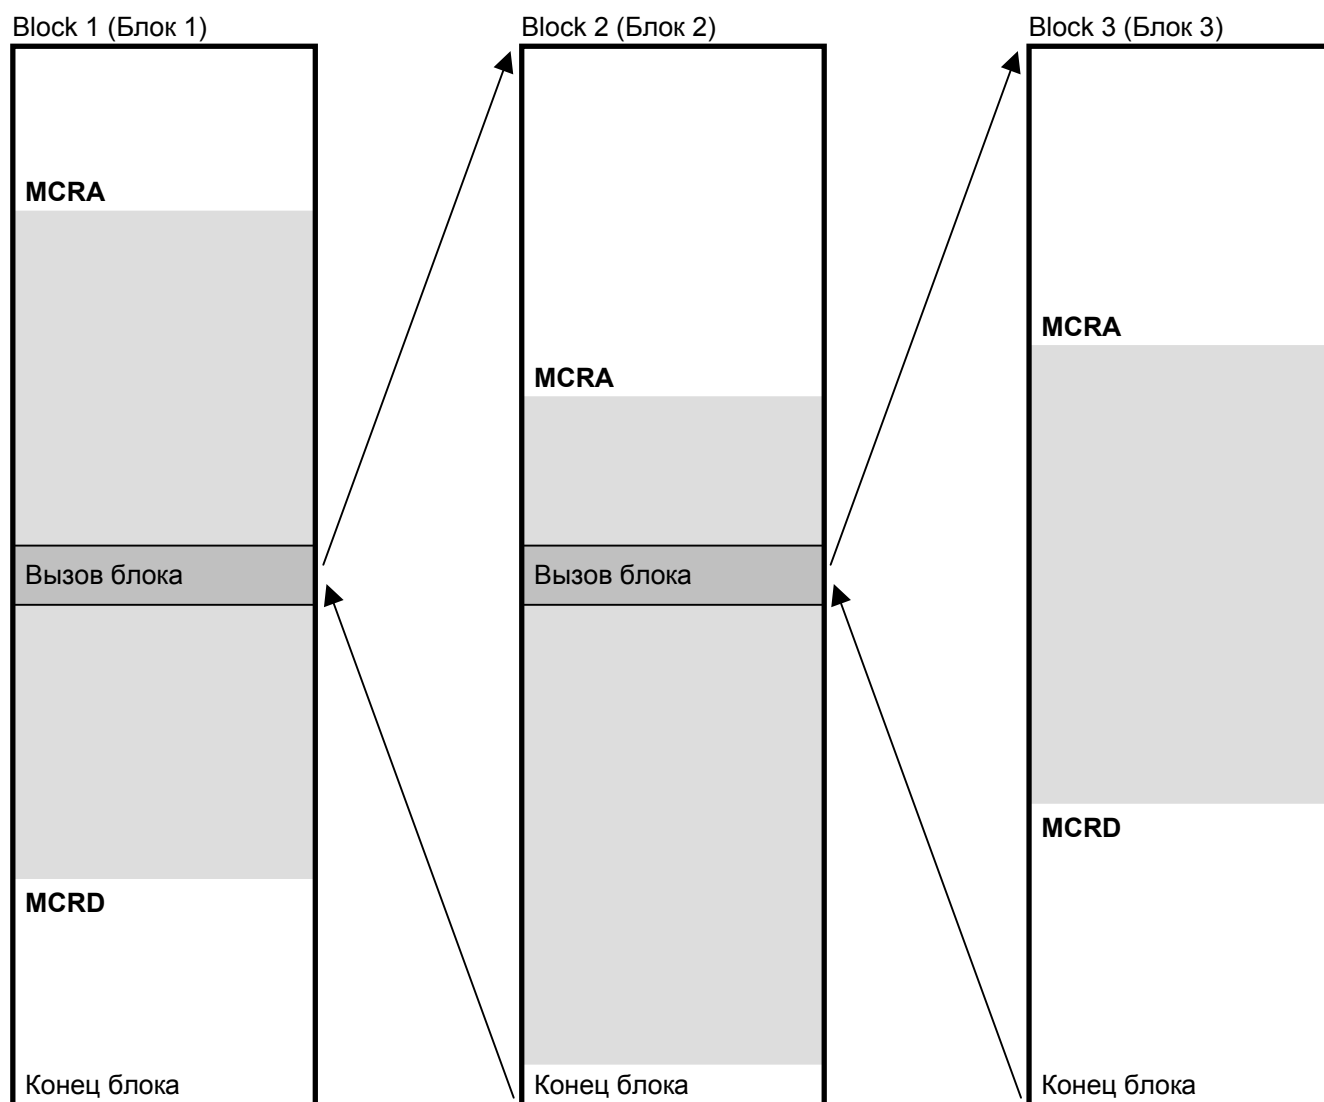 Block 1 (Блок 1)
MCRA
Вызов блока
MCRD
Конец блока
Block 2 (Блок 2)
MCRA
Вызов блока
Конец блока
Block 3 (Блок 3)
MCRA
MCRD
Конец блока